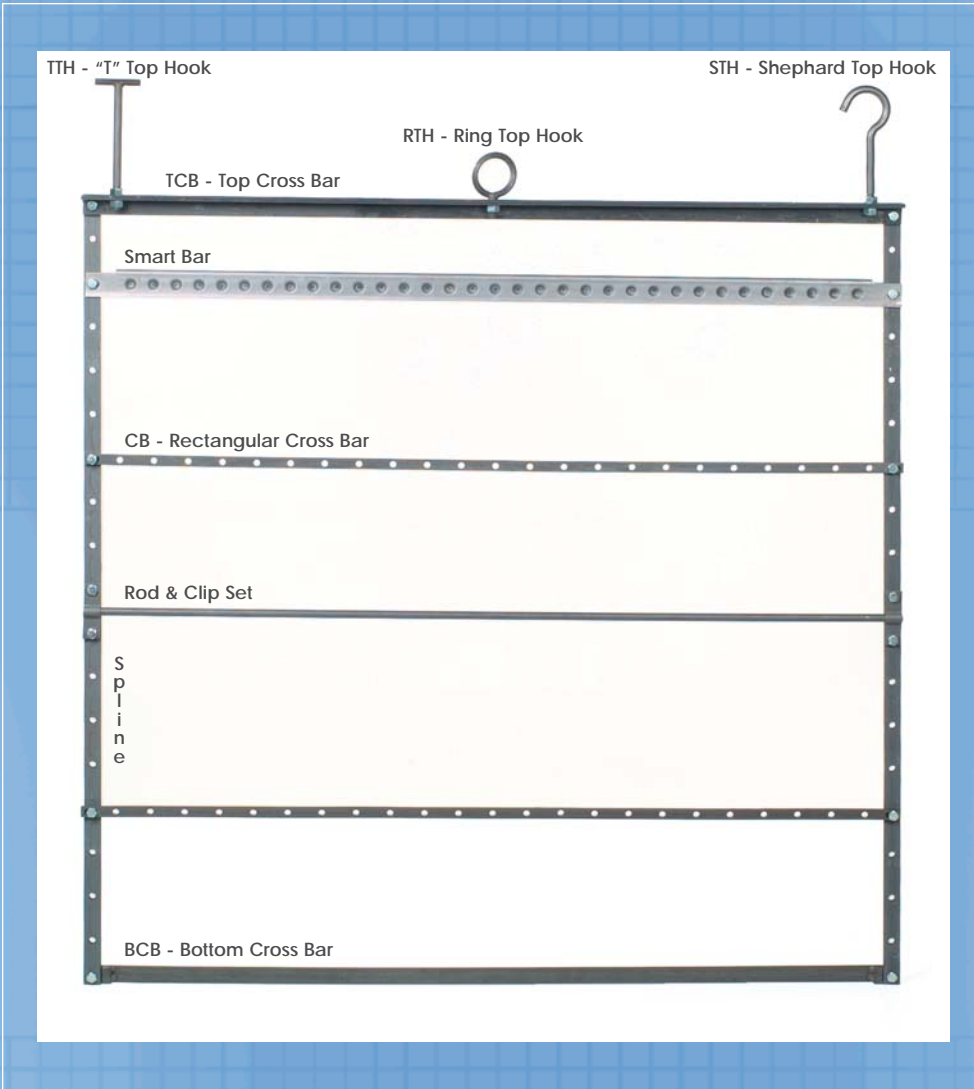 TTH - “T” Top Hook
STH - Shephard Top Hook
RTH - Ring Top Hook
TCB - Top Cross Bar
Smart Bar
CB - Rectangular Cross Bar
Rod & Clip Set
Spline
BCB - Bottom Cross Bar